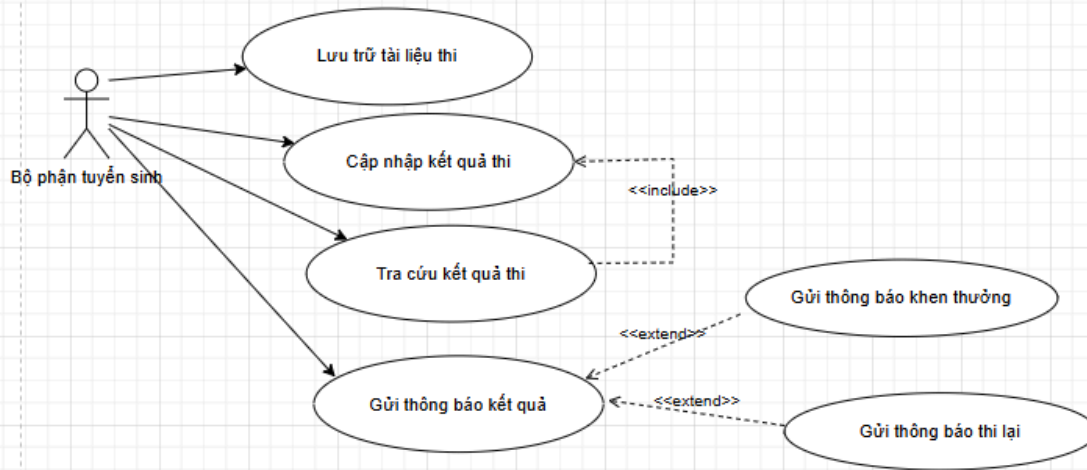 Lưu trữ tài liệu thi
Bộ phận tuyển sinh
Cập nhập kết quả thi
<<include>>
Tra cứu kết quả thi
Gửi thông báo khen thưởng
<<extend>>
Gửi thông báo kết quả
<<extend>>
Gửi thông báo thi lại